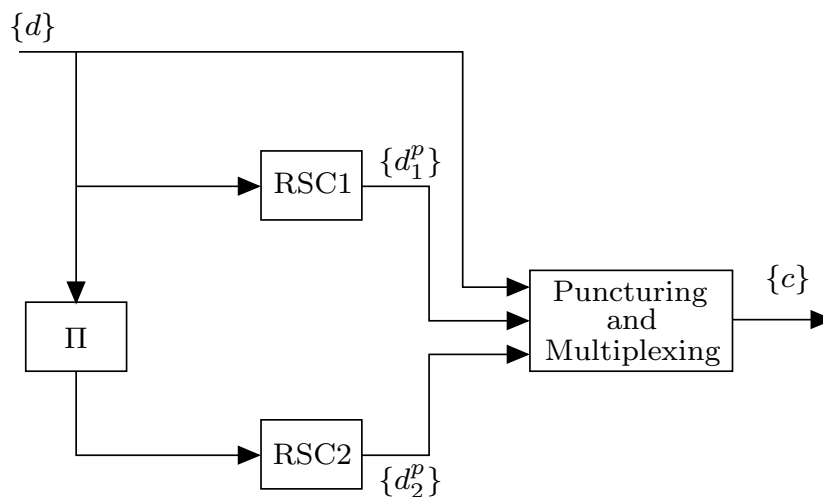 {d}
RSC1
{d_1^p}
Π
Puncturing
and
Multiplexing
{c}
RSC2
{d_2^p}